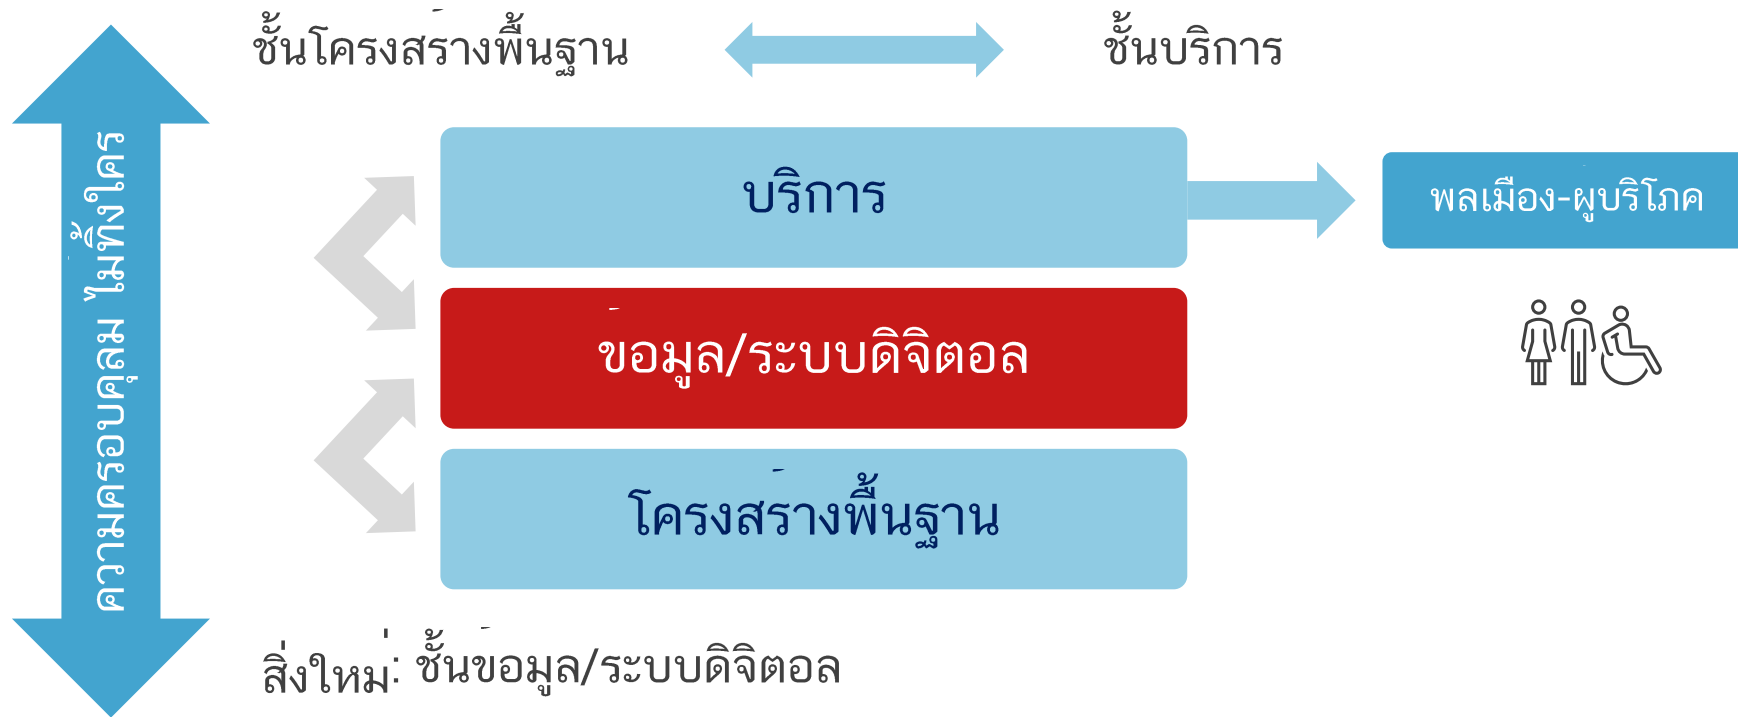 ชั้นโครงสร้างพื้นฐาน
ชั้นบริการ
ความครอบคลุม ไม่ทิ้งใคร
บริการ
พลเมือง-ผู้บริโภค
ข้อมูล/ระบบดิจิตอล
โครงสร้างพื้นฐาน
สิ่งใหม่: ชั้นข้อมูล/ระบบดิจิตอล